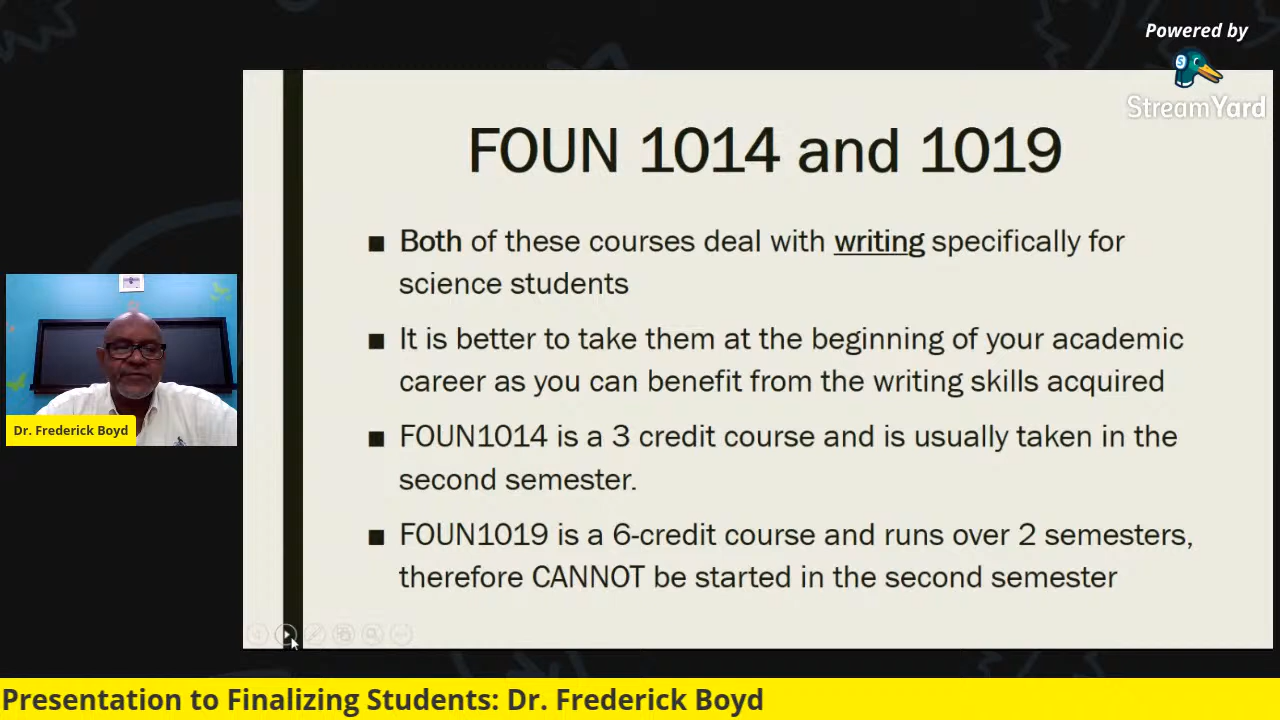 Powered by
StreamYard
FOUN 1014 and 1019
■ Both of these courses deal with writing specifically for
science students
■ It is better to take them at the beginning of your academic
career as you can benefit from the writing skills acquired
■ FOUN1014 is a 3 credit course and is usually taken in the
second semester.
■ FOUN1019 is a 6-credit course and runs over 2 semesters,
therefore CANNOT be started in the second semester
Dr. Frederick Boyd
Presentation to Finalizing Students: Dr. Frederick Boyd